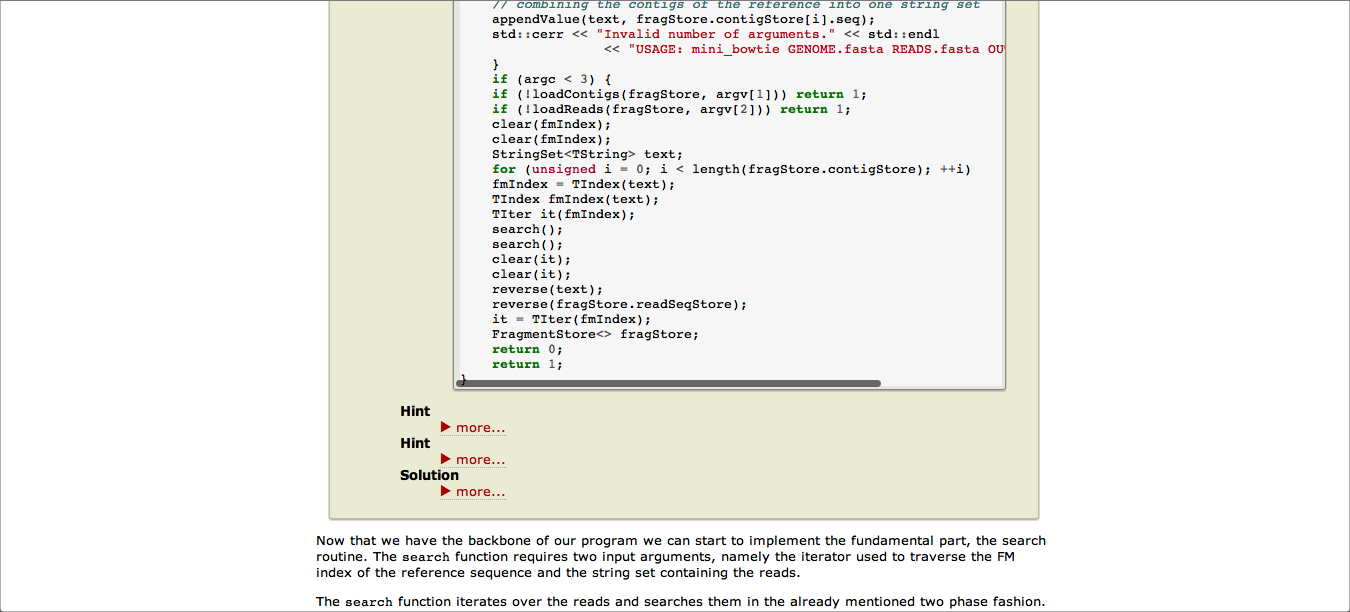 // combining the contigs of the reference into one string set
appendValue(text, fragStore.contigStore[i].seq);
std::cerr << "Invalid number of arguments." << std::endl
<< "USAGE: mini_bowtie GENOME.fasta READS.fasta OU
}
if (argc < 3) {
if (!loadContigs(fragStore, argv[1])) return 1;
if (!loadReads(fragStore, argv[2])) return 1;
clear(fmIndex);
clear(fmIndex);
StringSet<TString> text;
for (unsigned i = 0; i < length(fragStore.contigStore); ++i)
fmIndex = TIndex(text);
TIndex fmIndex(text);
TIter it(fmIndex);
search();
search();
clear(it);
clear(it);
reverse(text);
reverse(fragStore.readSeqStore);
it = TIter(fmIndex);
FragmentStore<> fragStore;
return 0;
return 1;
}
Hint
more...
Hint
more...
Solution
more...
Now that we have the backbone of our program we can start to implement the fundamental part, the search
routine. The search function requires two input arguments, namely the iterator used to traverse the FM
index of the reference sequence and the string set containing the reads.
The search function iterates over the reads and searches them in the already mentioned two phase fashion.